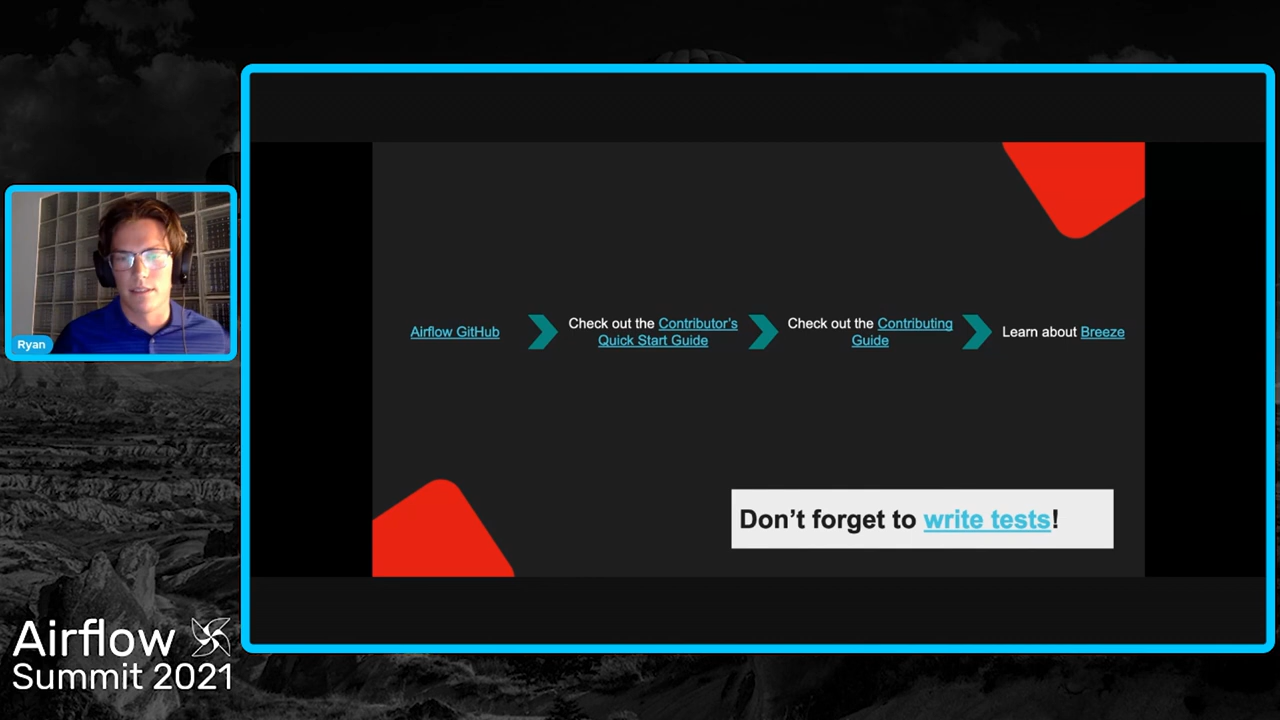 Airflow GitHub
Check out the Contributor's
Quick Start Guide
Check out the Contributing
Guide
Learn about Breeze
Don’t forget to write tests!
Ryan
Airflow
Summit 2021